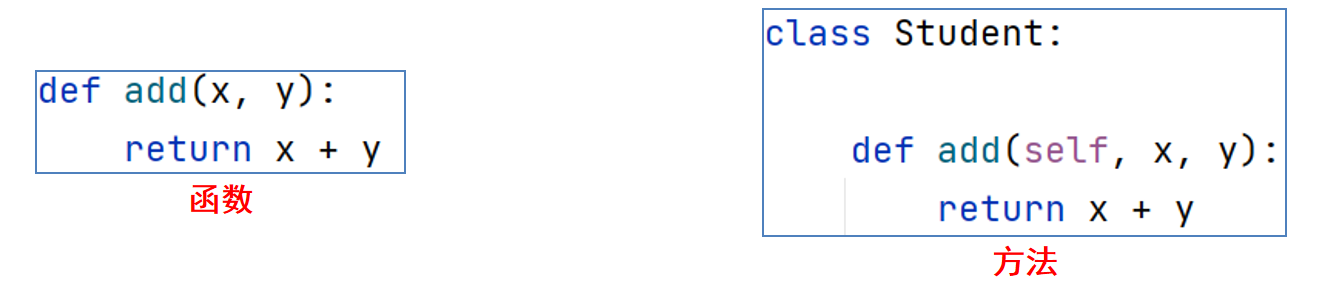 def add(x, y):
    return x + y
函数
class Student:
    def add(self, x, y):
        return x + y
方法